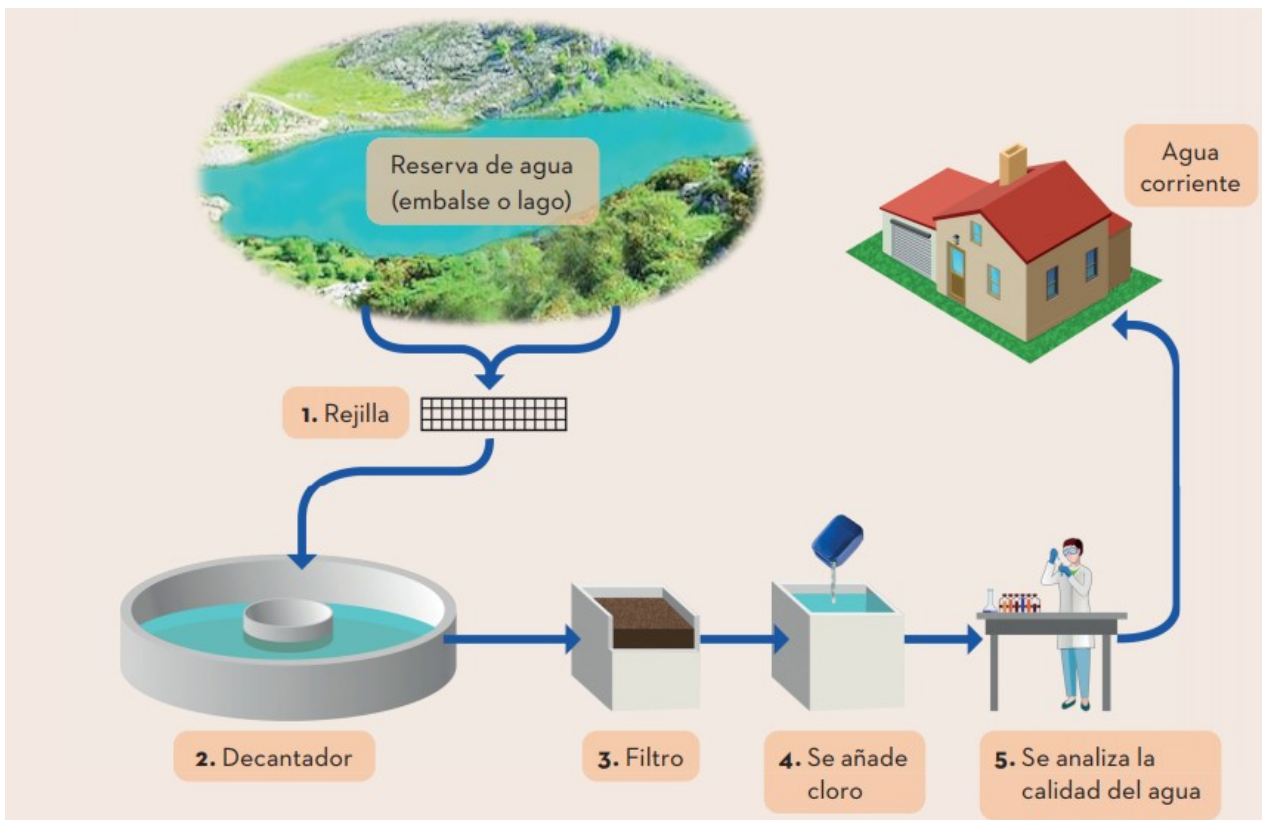 Reserva de agua
(embalse o lago)
Agua
corriente
1. Rejilla
2. Decantador
3. Filtro
4. Se añade
cloro
5. Se analiza la
calidad del agua